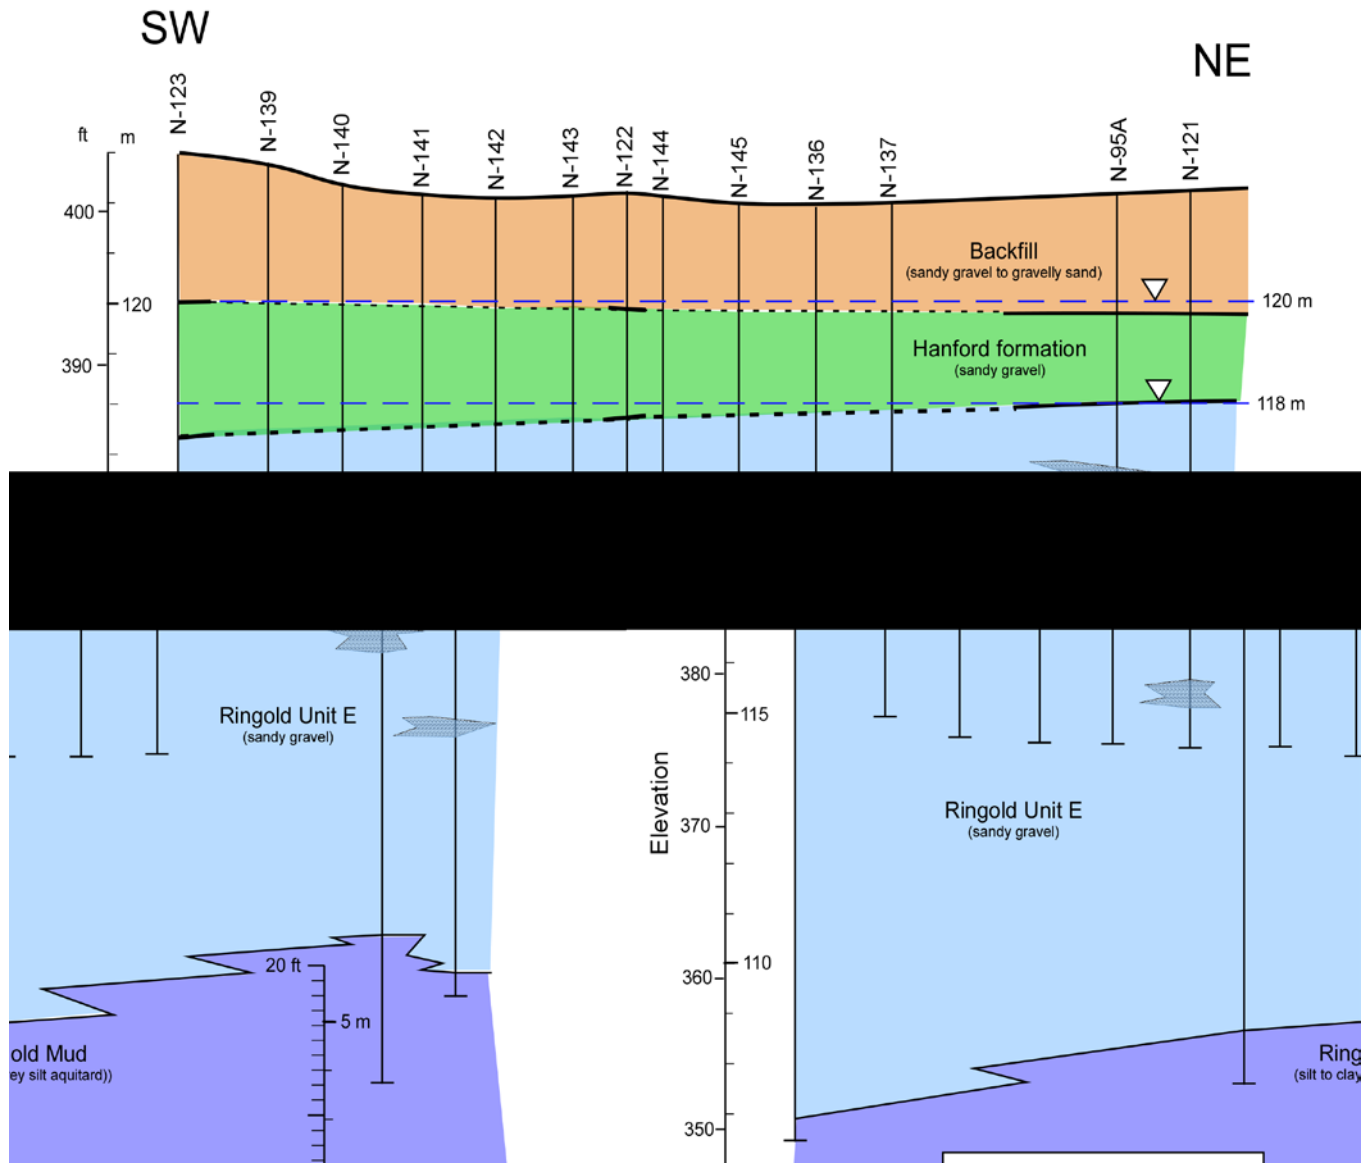 SW
NE
N-123
N-139
N-140
N-141
N-142
N-143
N-122
N-144
N-145
N-136
N-137
N-95A
N-121
ft
m
400
Backfill
(sandy gravel to gravelly sand)
120
120 m
390
Hanford formation
(sandy gravel)
118 m
Ringold Unit E
(sandy gravel)
20 ft
5 m
old Mud
ey silt aquitard))
Elevation
380
115
370
Ringold Unit E
(sandy gravel)
110
360
Ring
(silt to clay
350